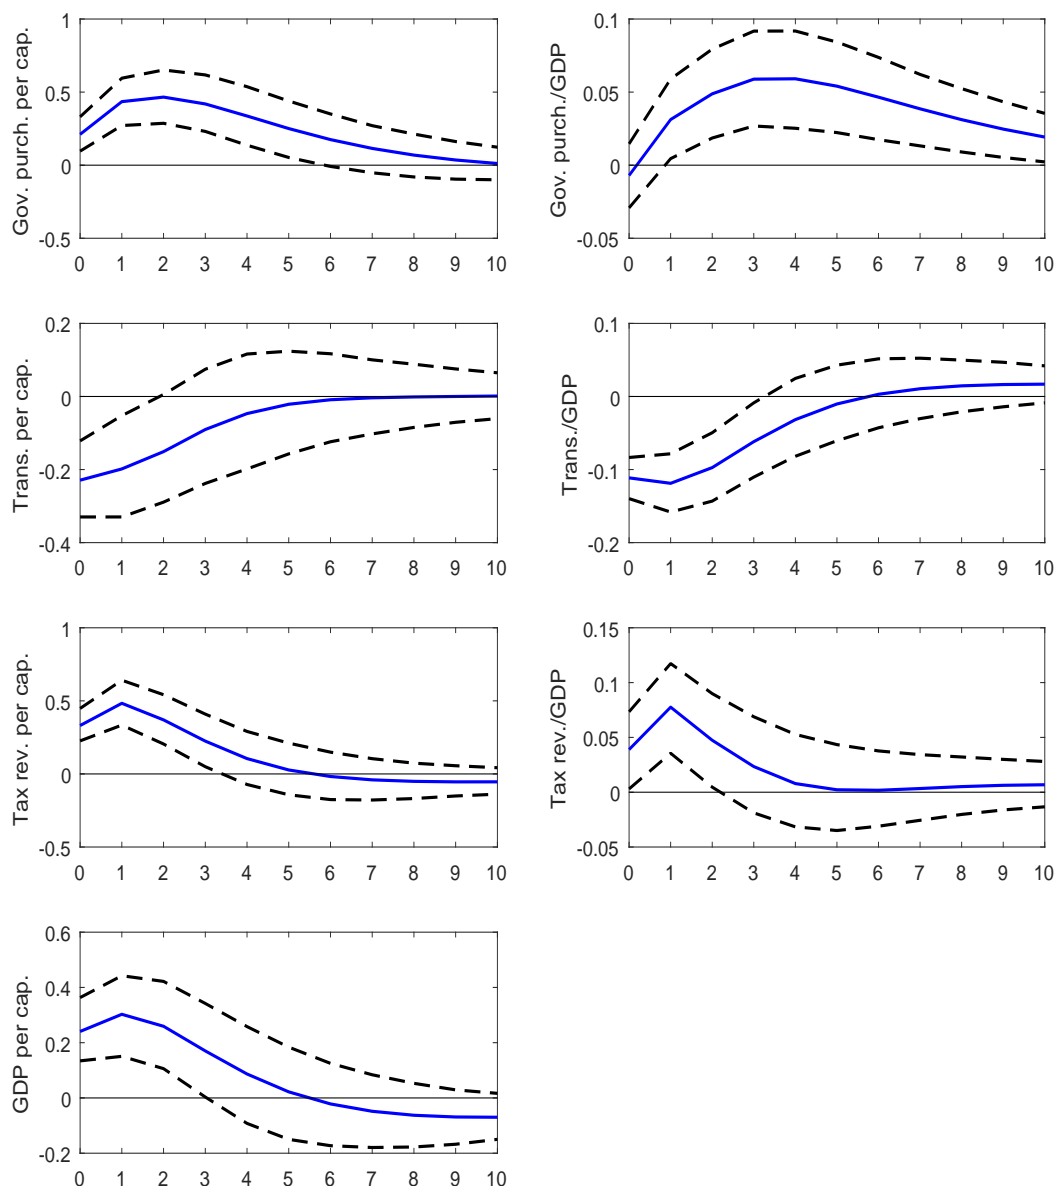 Gov. purch. per cap.
1
0.5
0
-0.5
0 1 2 3 4 5 6 7 8 9 10
Gov. purch./GDP
0.1
0.05
0
-0.05
0 1 2 3 4 5 6 7 8 9 10
Trans. per cap.
0.2
0
-0.2
-0.4
0 1 2 3 4 5 6 7 8 9 10
Trans./GDP
0.1
0
-0.1
-0.2
0 1 2 3 4 5 6 7 8 9 10
Tax rev. per cap.
1
0.5
0
-0.5
0 1 2 3 4 5 6 7 8 9 10
Tax rev./GDP
0.15
0.1
0.05
0
-0.05
0 1 2 3 4 5 6 7 8 9 10
GDP per cap.
0.6
0.4
0.2
0
-0.2
0 1 2 3 4 5 6 7 8 9 10